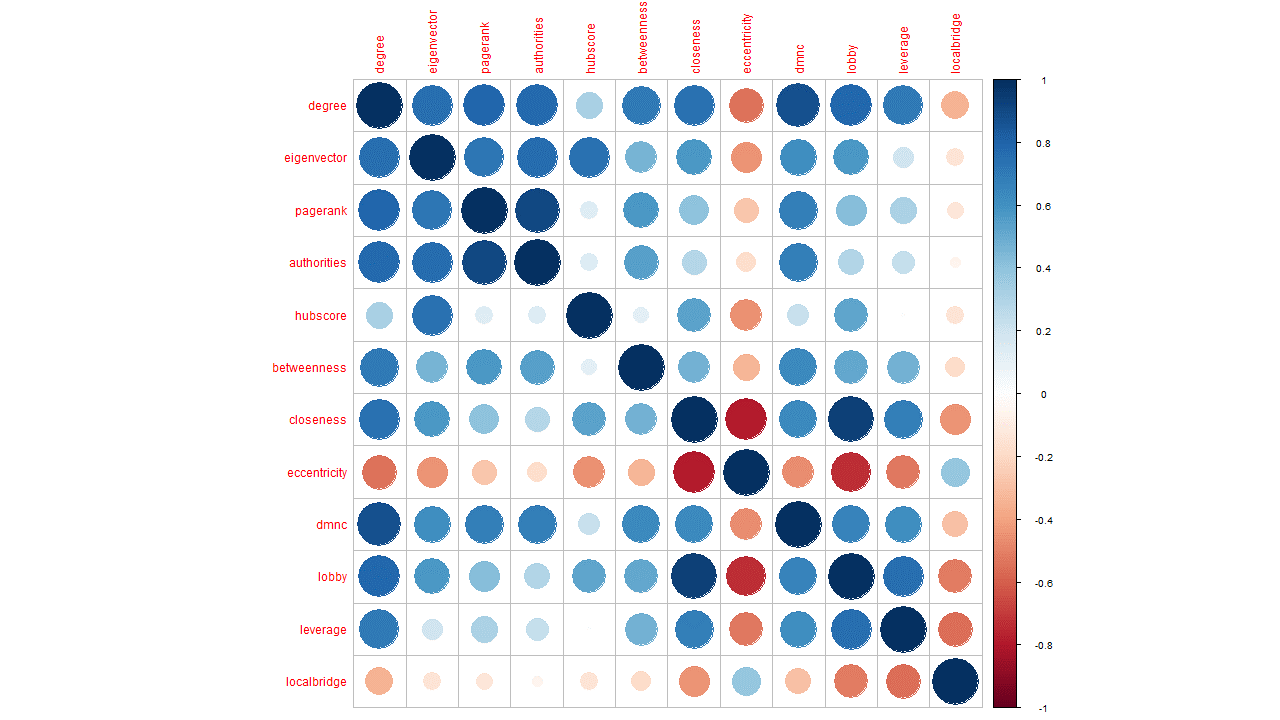 degree
eigenvector
pagerank
authorities
hubscore
betweenness
closeness
eccentricity
dmnc
lobby
leverage
localbridge
degree
eigenvector
pagerank
authorities
hubscore
betweenness
closeness
eccentricity
dmnc
lobby
leverage
localbridge
1
0.8
0.6
0.4
0.2
0
-0.2
-0.4
-0.6
-0.8
-1